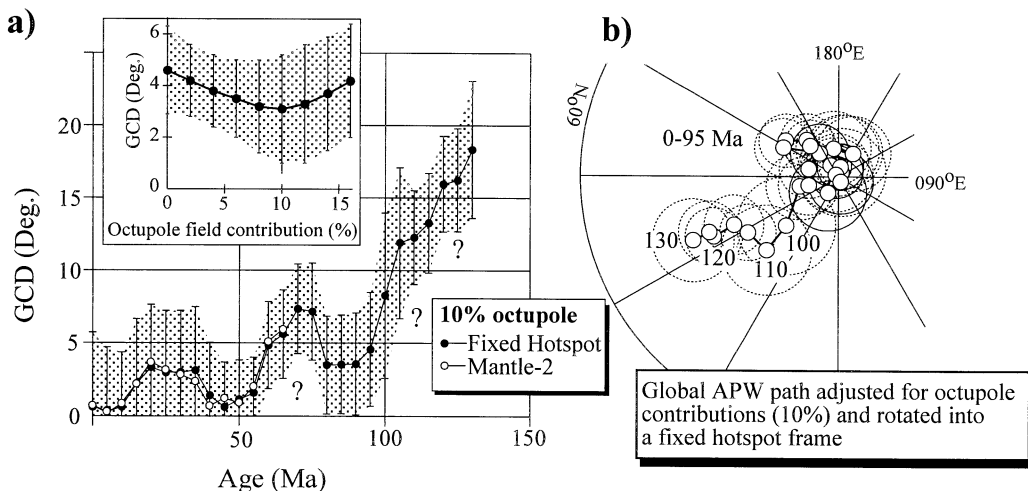 a)
GCD (Deg.)
20
15
10
5
0
50
100
150
Age (Ma)
GCD (Deg.)
6
4
2
0
0
5
10
15
Octupole field contribution (%)
?
?
?
10% octupole
Fixed Hotspot
Mantle-2
b)
180°E
60°N
0-95 Ma
090°E
130
120
110
100
Global APW path adjusted for octupole
contributions (10%) and rotated into
a fixed hotspot frame